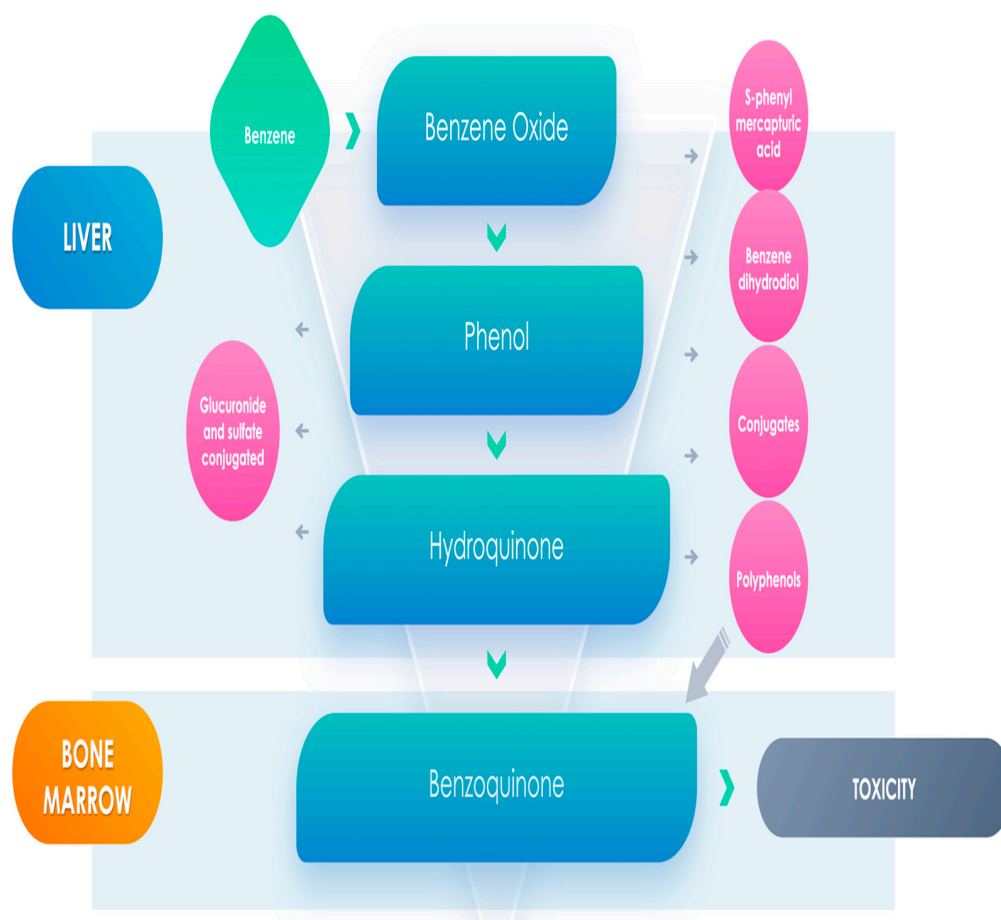 Benzene
Benzene Oxide
S-phenyl
mercapturic
acid
LIVER
Benzene
dihydrodiol
Phenol
Glucuronide
and sulfate
conjugated
Conjugates
Hydroquinone
Polyphenols
BONE
MARROW
Benzoquinone
TOXICITY